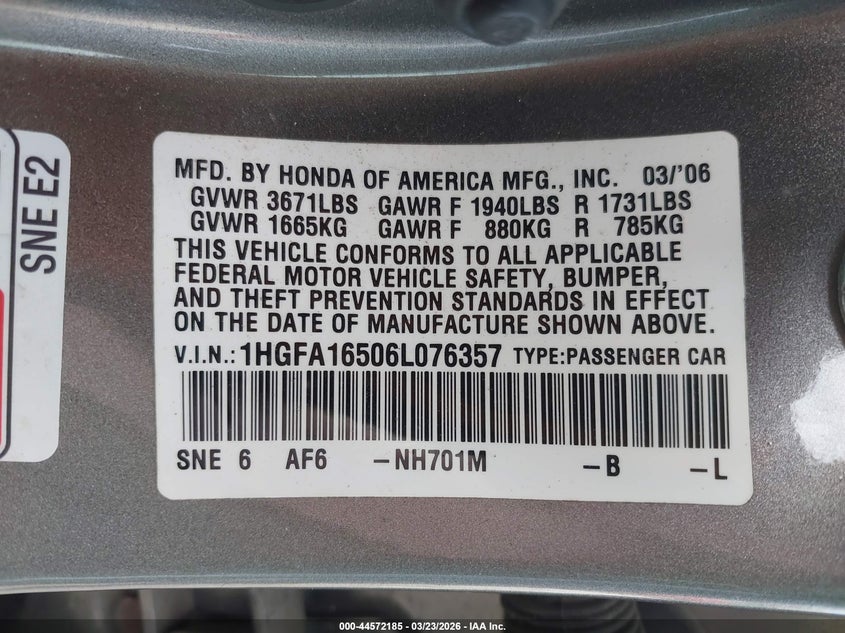 SNE E2
MFD. BY HONDA OF AMERICA MFG., INC. 03/'06
GVWR 3671LBS GAWR F 1940LBS R 1731LBS
GVWR 1665KG GAWR F 880KG R 785KG
THIS VEHICLE CONFORMS TO ALL APPLICABLE
FEDERAL MOTOR VEHICLE SAFETY, BUMPER,
AND THEFT PREVENTION STANDARDS IN EFFECT
ON THE DATE OF MANUFACTURE SHOWN ABOVE.
V.I.N.:1HGFA16506L076357 TYPE:PASSENGER CAR
SNE 6 AF6 -NH701M -B -L
000-44572185 | 03/23/2026 - IAA Inc.